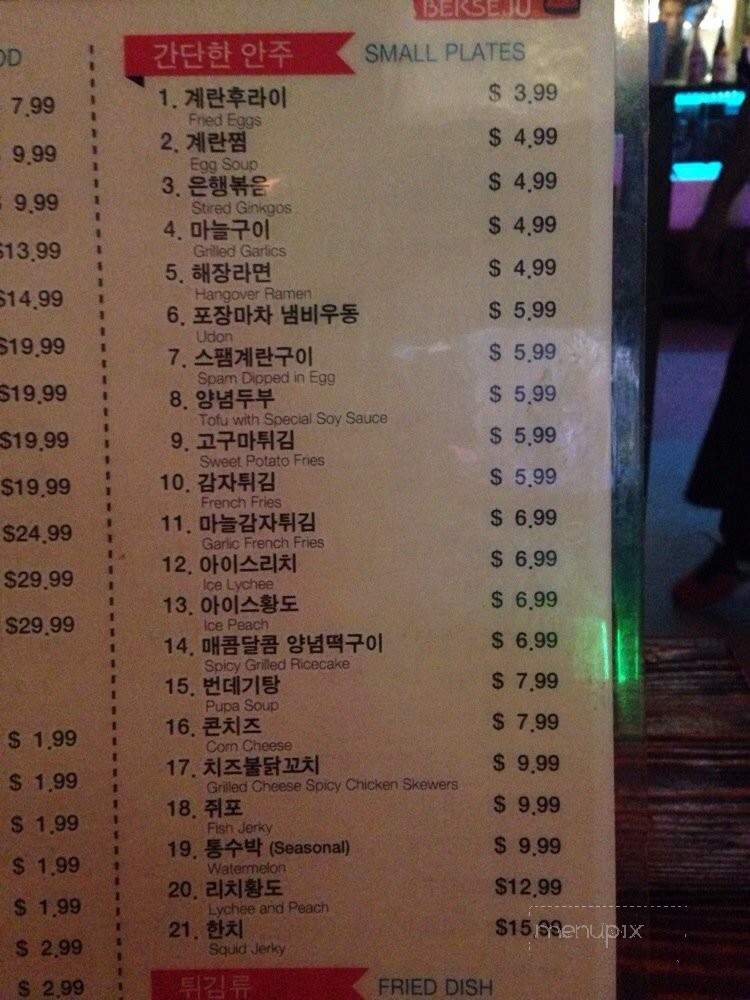 BEKSEJU
간단한 안주 SMALL PLATES
1. 계란후라이 $ 3.99
Fried Eggs
2. 계란찜 $ 4.99
Egg Soup
3. 은행볶음 $ 4.99
Stired Ginkgos
4. 마늘구이 $ 4.99
Grilled Garlics
5. 해장라면 $ 4.99
Hangover Ramen
6. 포장마차 냄비우동 $ 5.99
Udon
7. 스팸계란구이 $ 5.99
Spam Dipped in Egg
8. 양념두부 $ 5.99
Tofu with Special Soy Sauce
9. 고구마튀김 $ 5.99
Sweet Potato Fries
10. 감자튀김 $ 5.99
French Fries
11. 마늘감자튀김 $ 6.99
Garlic French Fries
12. 아이스리치 $ 6.99
Ice Lychee
13. 아이스황도 $ 6.99
Ice Peach
14. 매콤달콤 양념떡구이 $ 6.99
Spicy Grilled Ricecake
15. 번데기탕 $ 7.99
Pupa Soup
16. 콘치즈 $ 7.99
Corn Cheese
17. 치즈불닭꼬치 $ 9.99
Grilled Cheese Spicy Chicken Skewers
18. 쥐포 $ 9.99
Fish Jerky
19. 통수박 (Seasonal) $ 9.99
Watermelon
20. 리치황도 $12.99
Lychee and Peach
21. 한치 $15.99
Squid Jerky
튀김류 FRIED DISH
OD
7.99
9.99
9.99
$13.99
$14.99
$19.99
$19.99
$19.99
$19.99
$24.99
$29.99
$29.99
$ 1.99
$ 1.99
$ 1.99
$ 1.99
$ 1.99
$ 2.99
$ 2.99
menupix